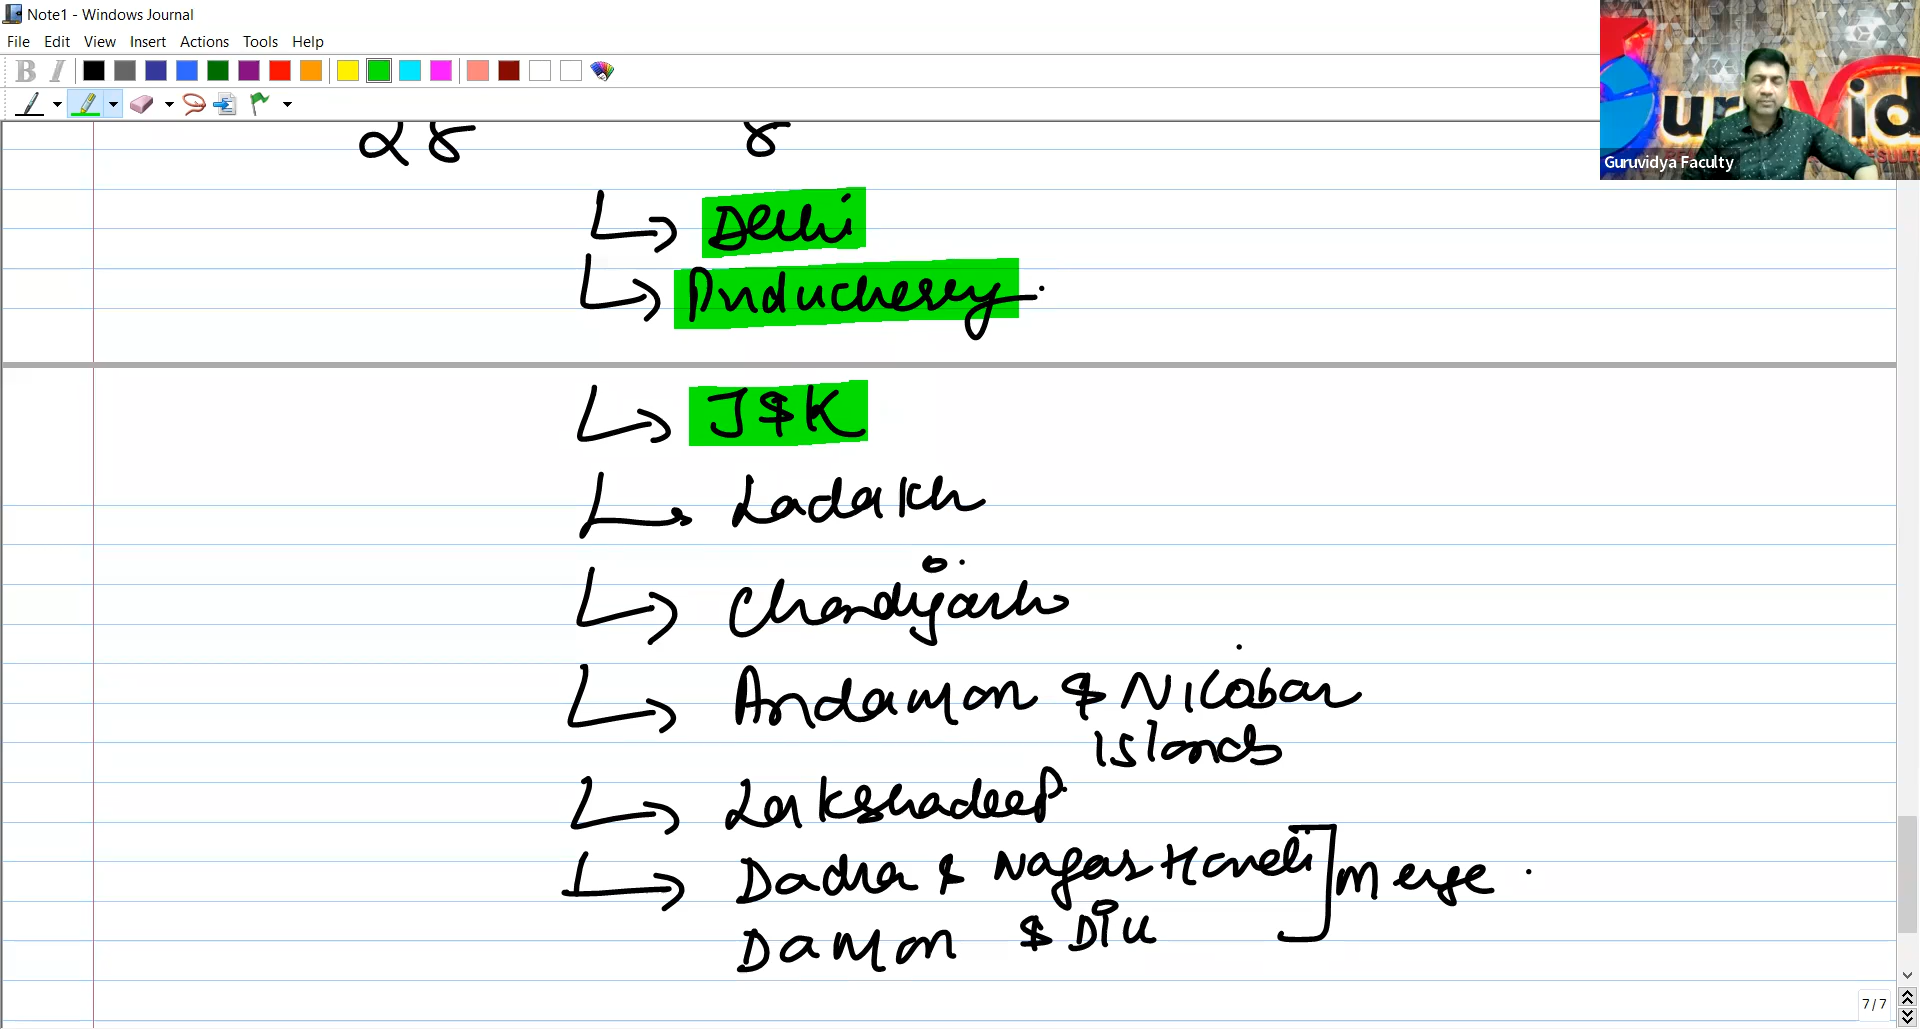 Note1 - Windows Journal
File Edit View Insert Actions Tools Help
B I
28 8
Delhi
Puducherry.
J & K
Ladakh
Chandigarh
Andaman & Nicobar
Islands
Lakshadeep
Dadra & Nagar Haveli
Daman & Diu
Merge.
Guruvidya Faculty
7 / 7